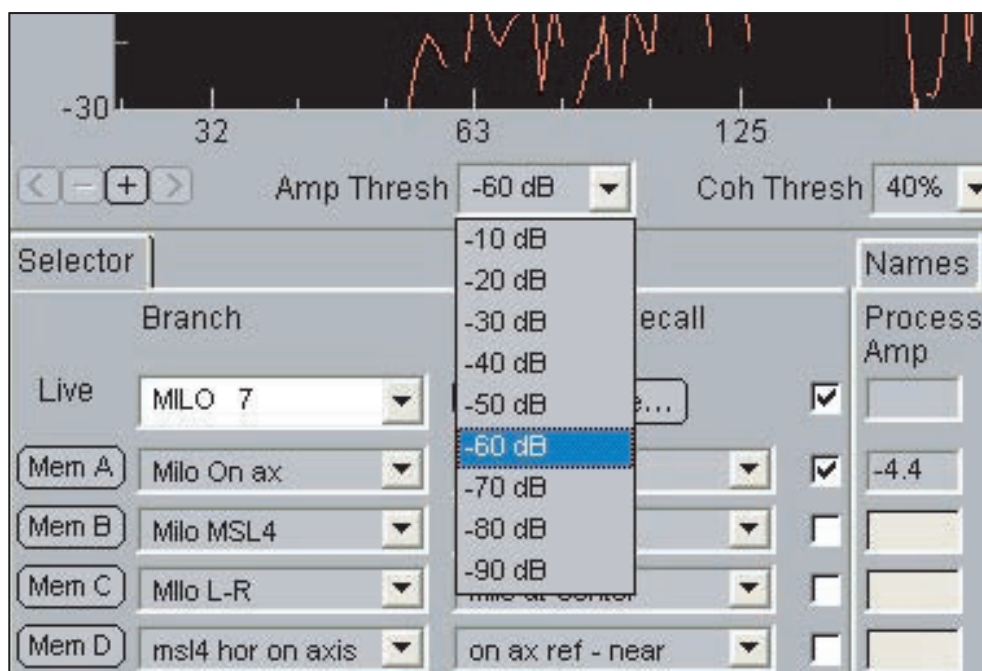 -30
32 63 125
< - + > Amp Thresh -60 dB Coh Thresh 40%
-10 dB
-20 dB
-30 dB
-40 dB
-50 dB
-60 dB
-70 dB
-80 dB
-90 dB
Selector Names
Branch ecall Process
Amp
Live MILO 7 e...
Mem A Milo On ax -4.4
Mem B Milo MSL4
Mem C MIlo L-R
Mem D msl4 hor on axis on ax ref - near